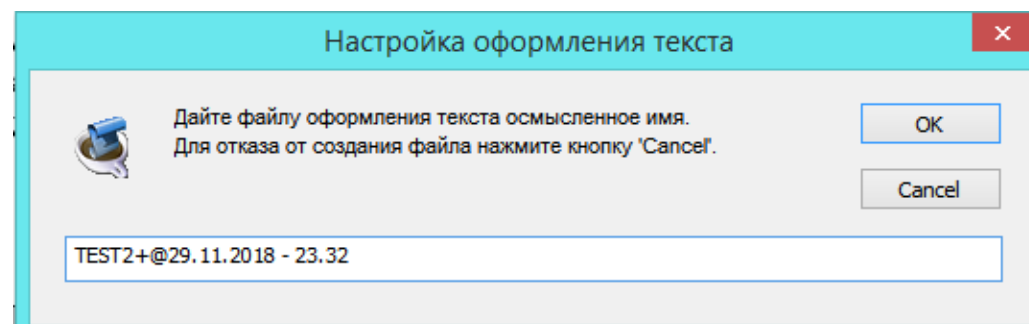 Настройка оформления текста
Дайте файлу оформления текста осмысленное имя.
Для отказа от создания файла нажмите кнопку 'Cancel'.
OK
Cancel
TEST2+@29.11.2018 - 23.32